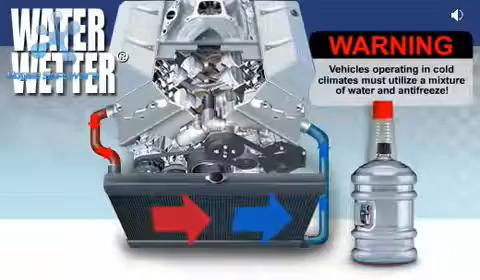 WATER
WETTER®
WARNING
Vehicles operating in cold
climates must utilize a mixture
of water and antifreeze!